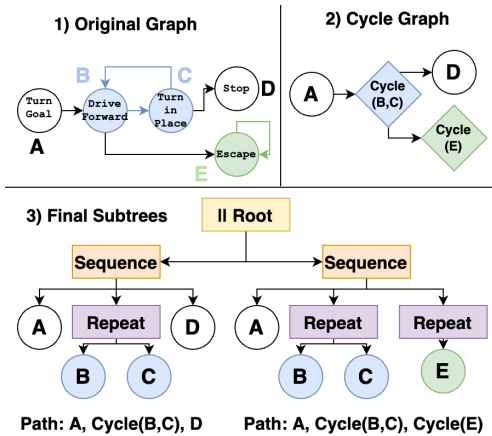 1) Original Graph
B
C
Turn
Goal
Drive
Forward
Turn
in
Place
Stop
D
A
Escape
E
2) Cycle Graph
A
Cycle
(B,C)
D
Cycle
(E)
3) Final Subtrees
II Root
Sequence
Sequence
A
Repeat
D
A
Repeat
Repeat
B
C
B
C
E
Path: A, Cycle(B,C), D
Path: A, Cycle(B,C), Cycle(E)